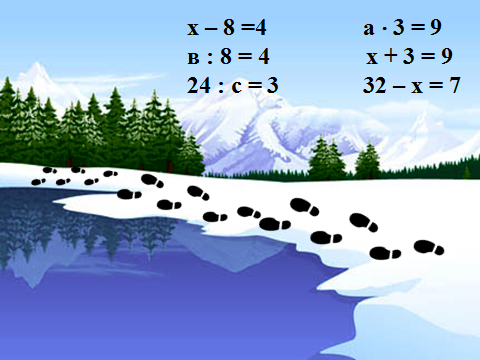 х – 8 =4
в : 8 = 4
24 : с = 3
а · 3 = 9
х + 3 = 9
32 – х = 7